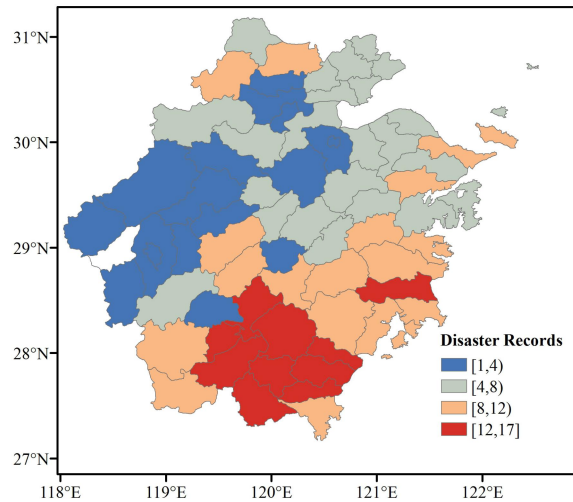 31°N
30°N
29°N
28°N
27°N
118°E 119°E 120°E 121°E 122°E
Disaster Records
[1,4)
[4,8)
[8,12)
[12,17]